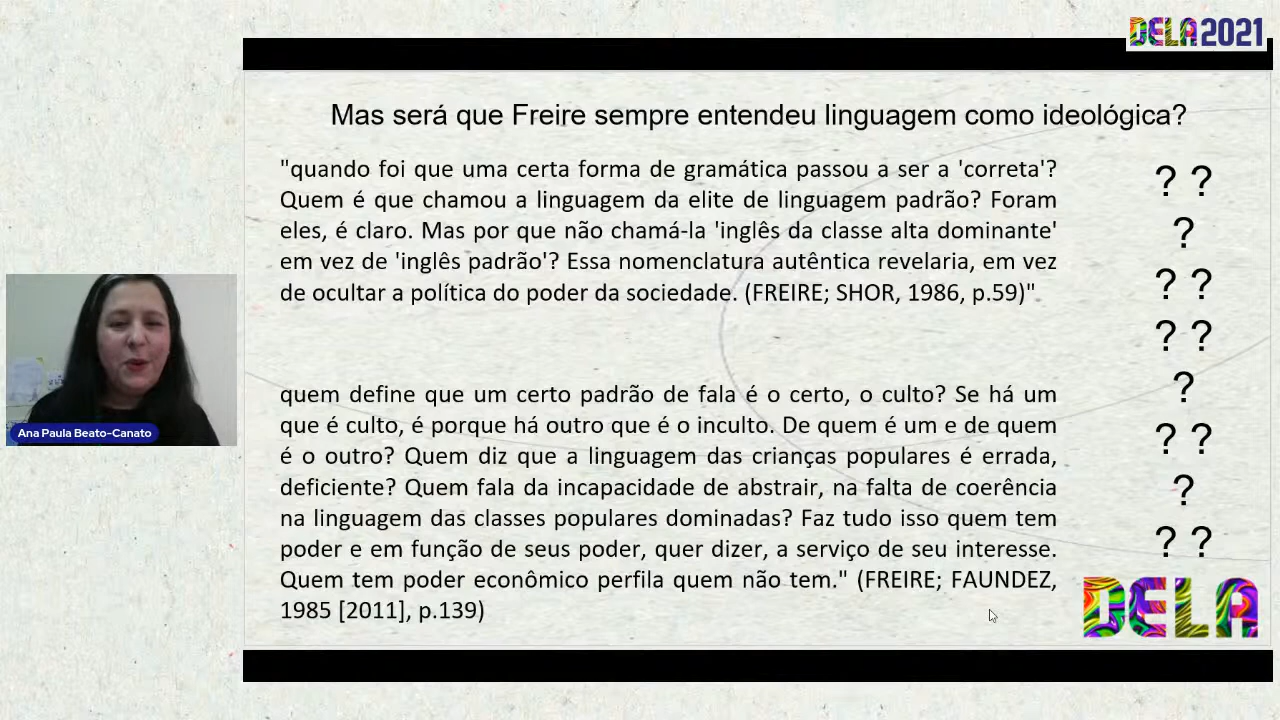 DELA 2021
Mas será que Freire sempre entendeu linguagem como ideológica?
"quando foi que uma certa forma de gramática passou a ser a 'correta'?
Quem é que chamou a linguagem da elite de linguagem padrão? Foram
eles, é claro. Mas por que não chamá-la 'inglês da classe alta dominante'
em vez de 'inglês padrão'? Essa nomenclatura autêntica revelaria, em vez
de ocultar a política do poder da sociedade. (FREIRE; SHOR, 1986, p.59)"
quem define que um certo padrão de fala é o certo, o culto? Se há um
que é culto, é porque há outro que é o inculto. De quem é um e de quem
é o outro? Quem diz que a linguagem das crianças populares é errada,
deficiente? Quem fala da incapacidade de abstrair, na falta de coerência
na linguagem das classes populares dominadas? Faz tudo isso quem tem
poder e em função de seus poder, quer dizer, a serviço de seu interesse.
Quem tem poder econômico perfila quem não tem." (FREIRE; FAUNDEZ,
1985 [2011], p.139)
? ?
?
? ?
? ?
?
? ?
?
? ?
DELA
Ana Paula Beato-Canato